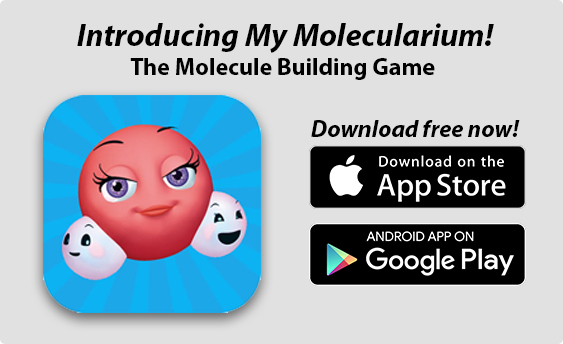 Introducing My Molecularium!
The Molecule Building Game
Download free now!
Download on the
App Store
ANDROID APP ON
Google Play